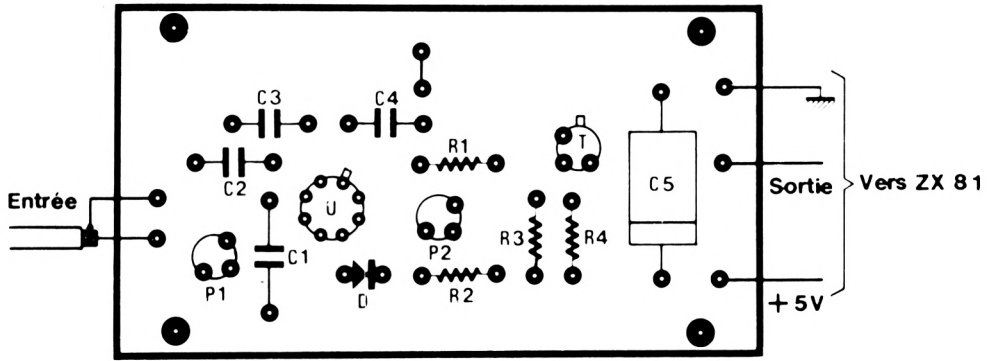 C3
C4
R1
T
C2
C5
Entrée
U
Sortie
Vers ZX 81
R3
R4
P2
C1
P1
D
R2
+ 5V